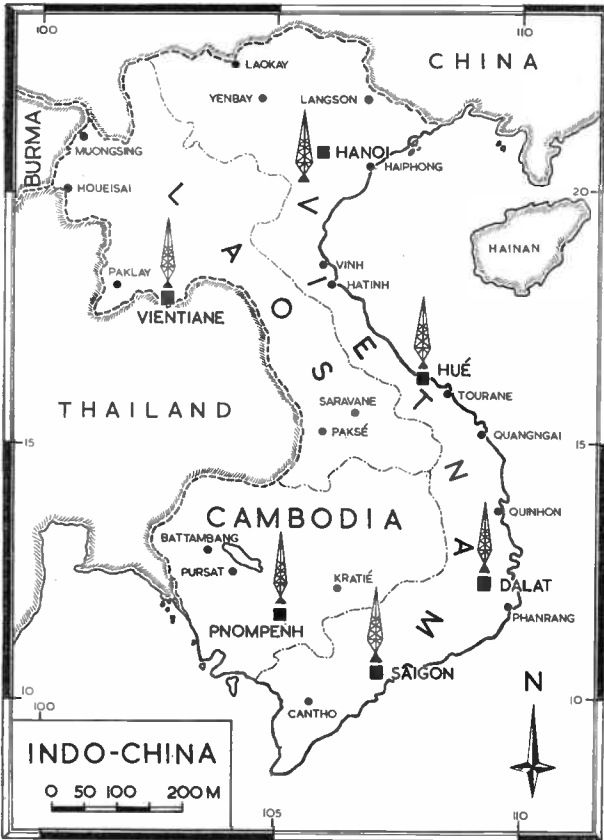 100
110
LAOKAY
CHINA
YENBAY
LANGSON
BURMA
MUONGSING
HANOI
HAIPHONG
HOUEISAI
20
LAOS
VIETNAM
HAINAN
PAKLAY
VINH
HATINH
VIENTIANE
HUÉ
TOURANE
THAILAND
SARAVANE
PAKSÉ
QUANGNGAI
15
15
CAMBODIA
QUINHON
BATTAMBANG
PURSAT
KRATIÉ
DALAT
PHANRANG
PNOMPENH
SAIGON
N
10
10
100
CANTHO
INDO-CHINA
0 50 100 200 M
105
110